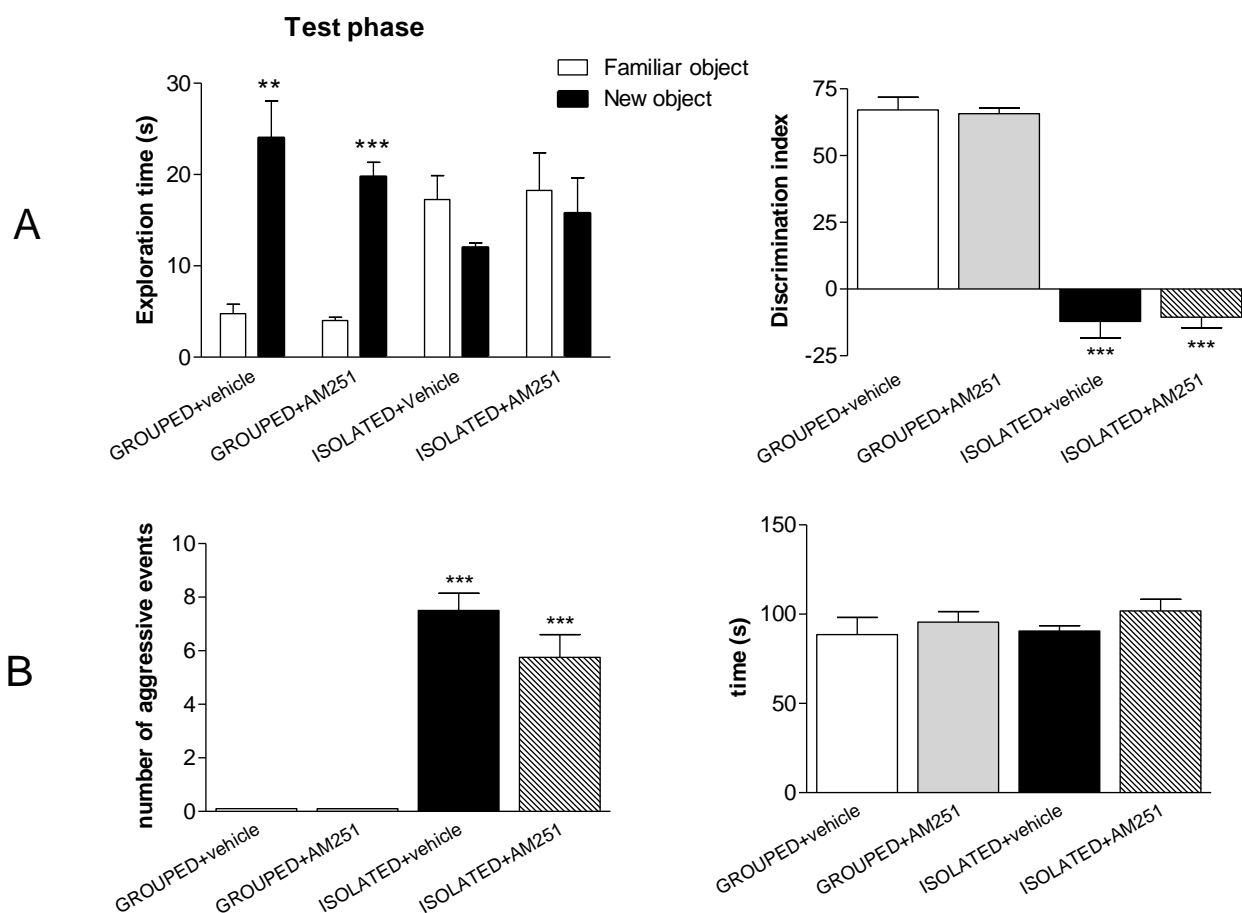 Test phase
Familiar object
New object
A
Exploration time (s)
30
20
10
0
**
***
GROUPED+vehicle
GROUPED+AM251
ISOLATED+Vehicle
ISOLATED+AM251
Discrimination index
75
50
25
0
-25
***
***
GROUPED+vehicle
GROUPED+AM251
ISOLATED+vehicle
ISOLATED+AM251
B
number of aggressive events
10
8
6
4
2
0
***
***
GROUPED+vehicle
GROUPED+AM251
ISOLATED+vehicle
ISOLATED+AM251
time (s)
150
100
50
0
GROUPED+vehicle
GROUPED+AM251
ISOLATED+vehicle
ISOLATED+AM251